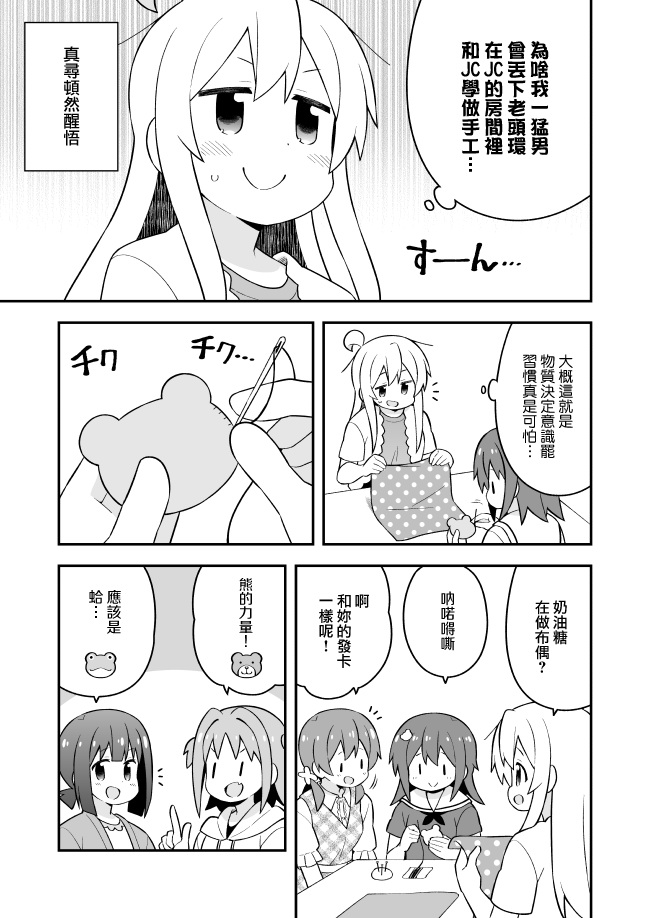 為啥我一猛男
曾丟下老頭環
在JC的房間裡
和JC學做手工…
真尋頓然醒悟
すーん…
大概這就是
物質決定意識罷
習慣真是可怕…
チク…
チク
奶油糖
在做布偶?
吶喏嘚嘶
啊
和妳的發卡
一樣呢!
熊的力量!
應該是
蛤…